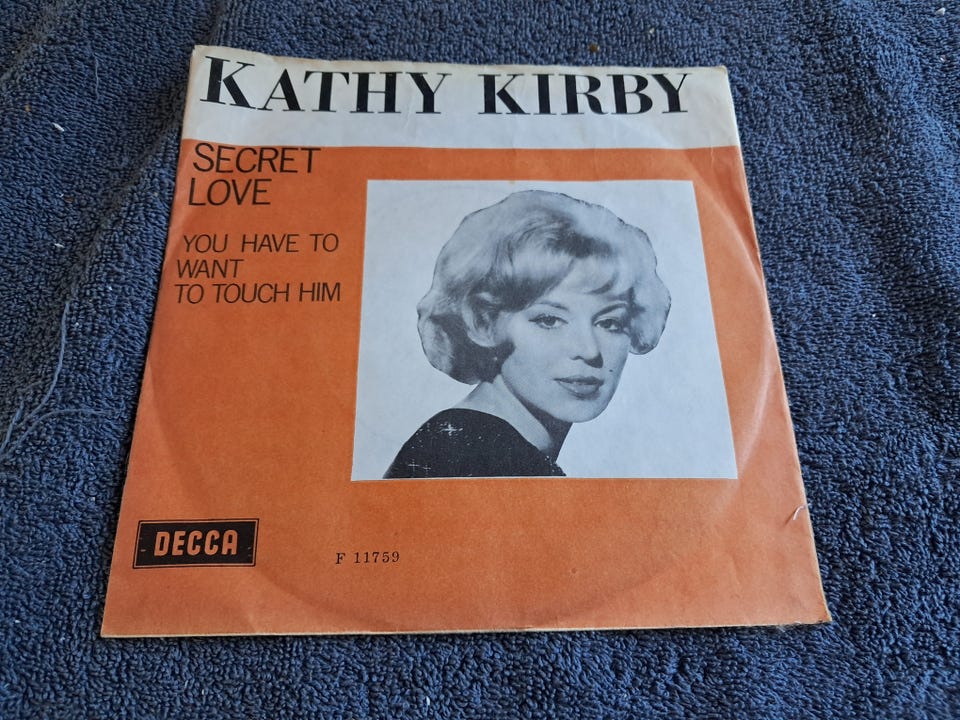 KATHY KIRBY
SECRET
LOVE
YOU HAVE TO
WANT
TO TOUCH HIM
DECCA
F 11759